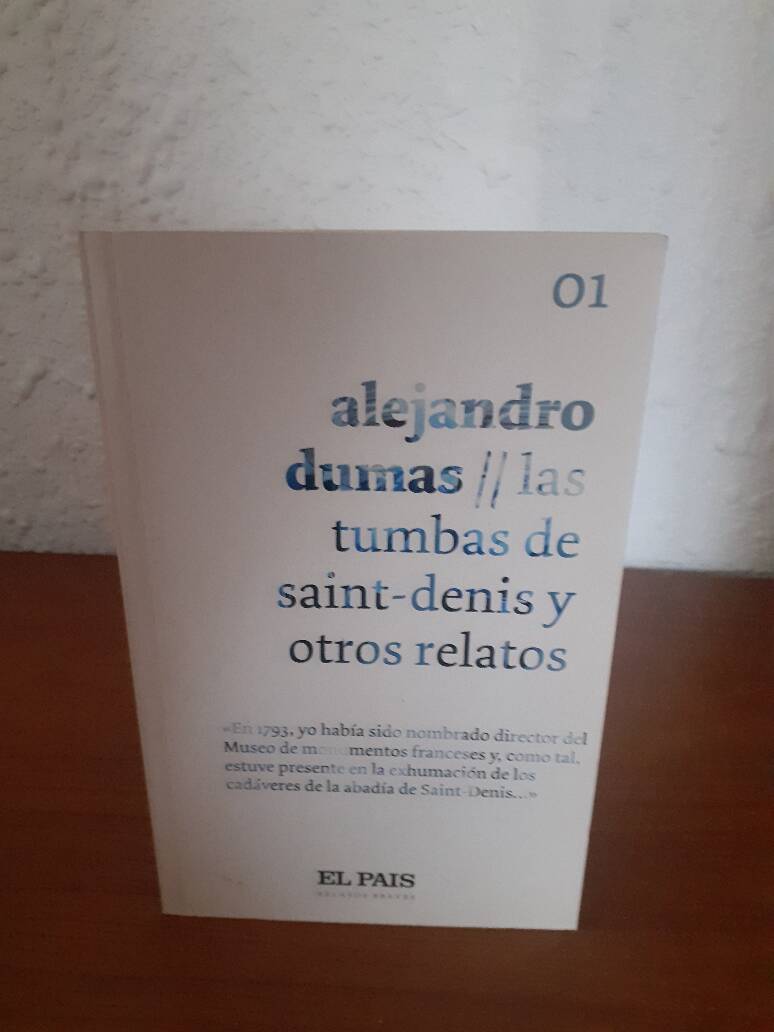 01
alejandro
dumas // las
tumbas de
saint-denis y
otros relatos
«En 1793, yo había sido nombrado director del
Museo de monumentos franceses y, como tal,
estuve presente en la exhumación de los
cadáveres de la abadía de Saint-Denis...»
EL PAIS
RELATOS BREVES